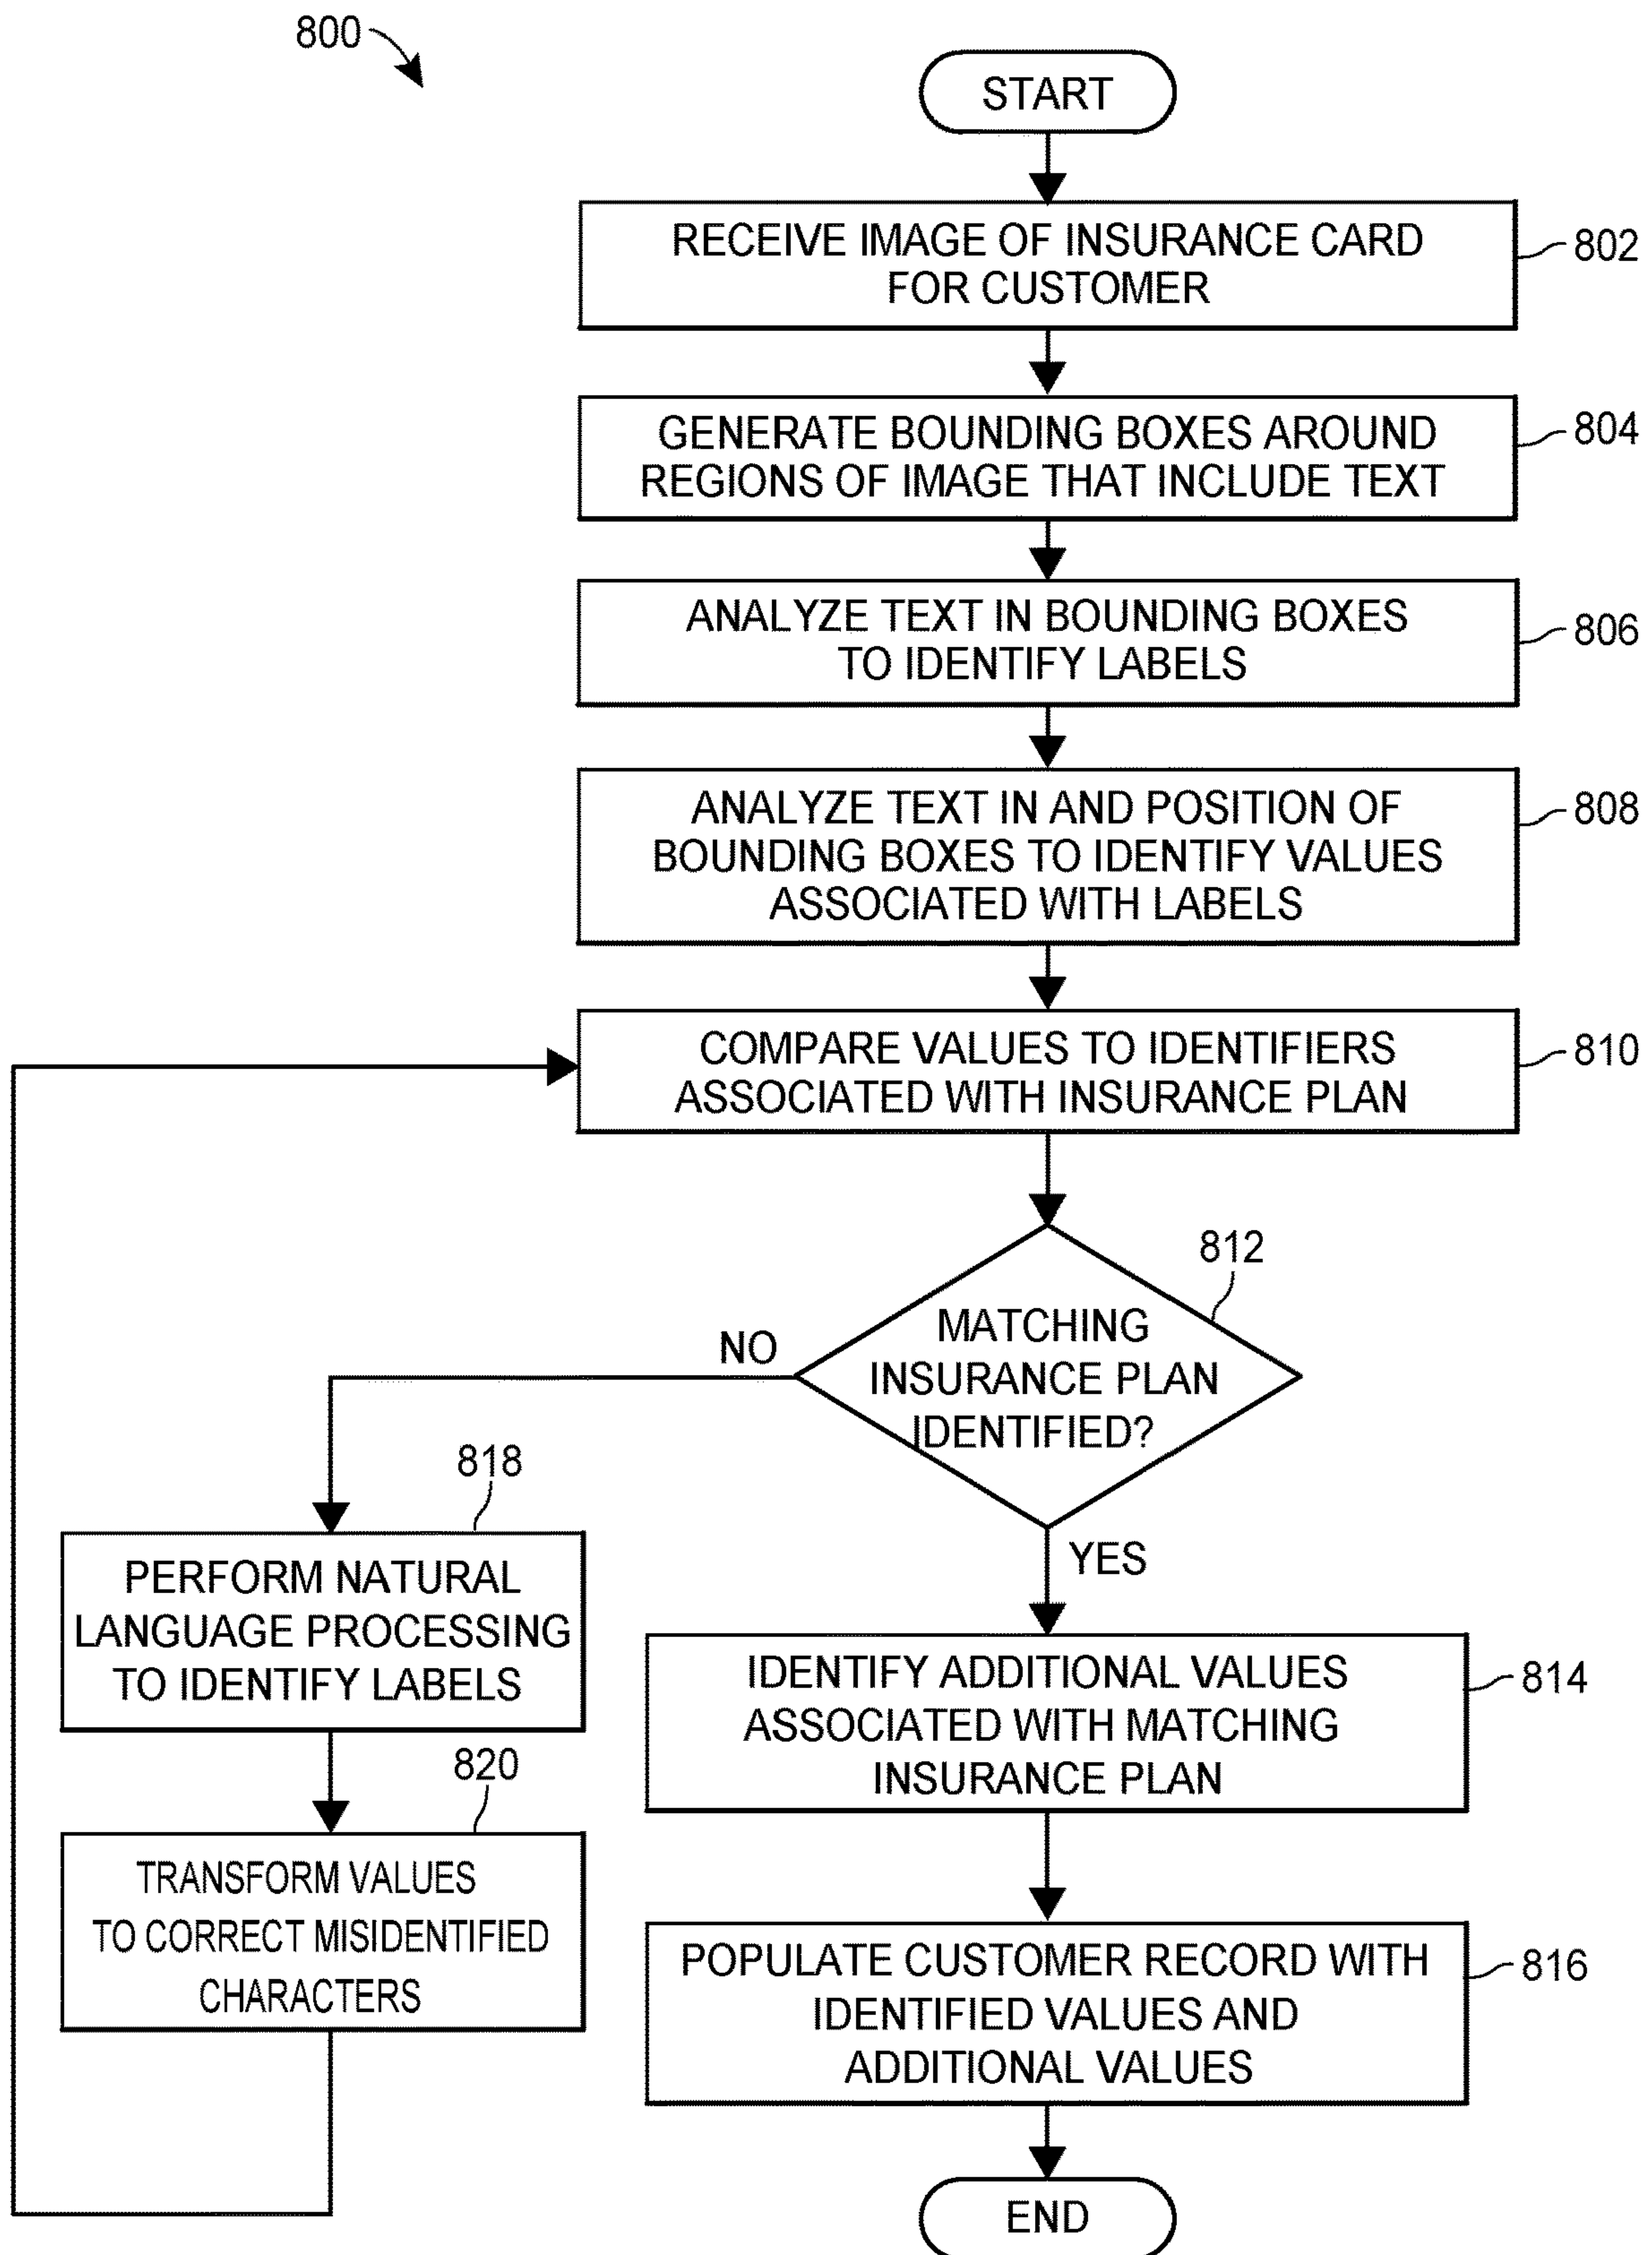 800
START
RECEIVE IMAGE OF INSURANCE CARD
FOR CUSTOMER
802
GENERATE BOUNDING BOXES AROUND
REGIONS OF IMAGE THAT INCLUDE TEXT
804
ANALYZE TEXT IN BOUNDING BOXES
TO IDENTIFY LABELS
806
ANALYZE TEXT IN AND POSITION OF
BOUNDING BOXES TO IDENTIFY VALUES
ASSOCIATED WITH LABELS
808
COMPARE VALUES TO IDENTIFIERS
ASSOCIATED WITH INSURANCE PLAN
810
812
MATCHING
INSURANCE PLAN
IDENTIFIED?
NO
818
PERFORM NATURAL
LANGUAGE PROCESSING
TO IDENTIFY LABELS
820
TRANSFORM VALUES
TO CORRECT MISIDENTIFIED
CHARACTERS
YES
IDENTIFY ADDITIONAL VALUES
ASSOCIATED WITH MATCHING
INSURANCE PLAN
814
POPULATE CUSTOMER RECORD WITH
IDENTIFIED VALUES AND
ADDITIONAL VALUES
816
END